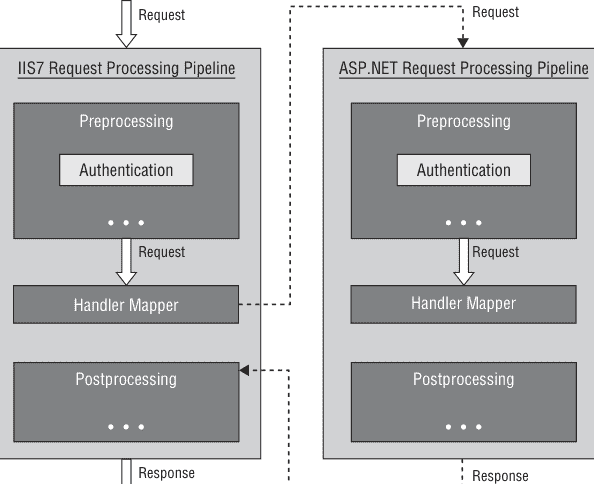 Request
IIS7 Request Processing Pipeline
Preprocessing
Authentication
• • •
Request
Handler Mapper
Postprocessing
• • •
Response
Request
ASP.NET Request Processing Pipeline
Preprocessing
Authentication
• • •
Request
Handler Mapper
Postprocessing
• • •
Response